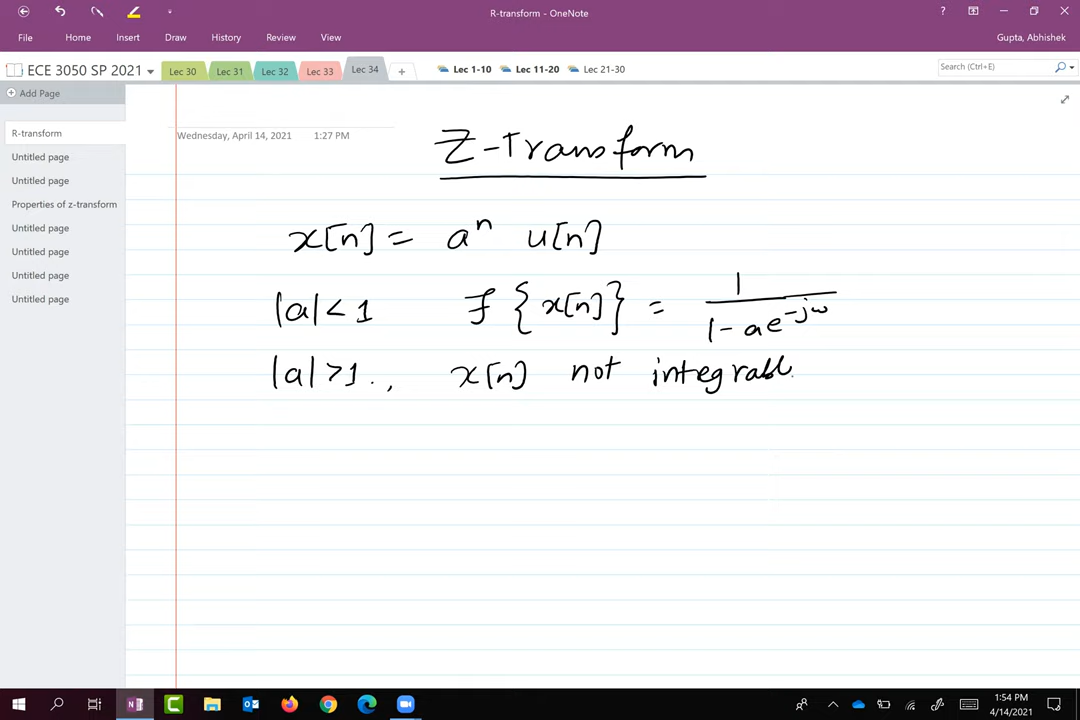 R-transform - OneNote
?
Gupta, Abhishek
File Home Insert Draw History Review View
ECE 3050 SP 2021 Lec 30 Lec 31 Lec 32 Lec 33 Lec 34 + Lec 1-10 Lec 11-20 Lec 21-30 Search (Ctrl+E)
Add Page
R-transform
Untitled page
Untitled page
Properties of z-transform
Untitled page
Untitled page
Untitled page
Untitled page
Wednesday, April 14, 2021 1:27 PM
Z-Transform
x[n] = aⁿ u[n]
|a| < 1 F{x[n]} = 1/(1 - ae^{-jω})
|a| > 1., x[n] not integrable
1:54 PM
4/14/2021